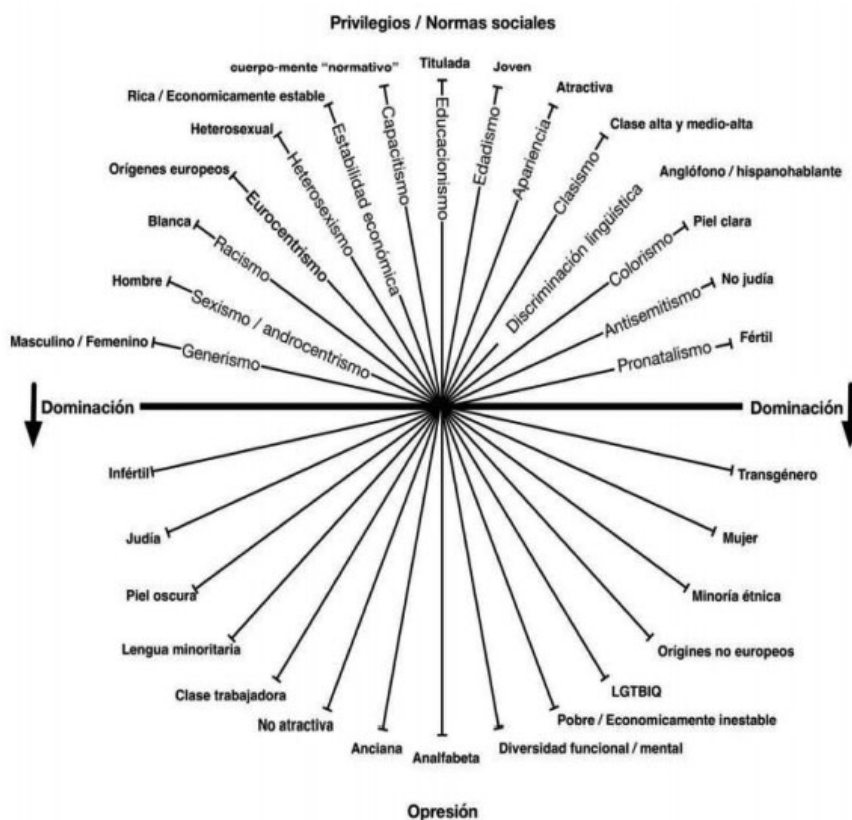 Privilegios / Normas sociales
cuerpo-mente “normativo”
Titulada
Joven
Rica / Economicamente estable
Atractiva
Heterosexual
Clase alta y medio-alta
Orígenes europeos
Anglófono / hispanohablante
Blanca
Piel clara
Hombre
No judía
Masculino / Femenino
Fértil
Generismo
Sexismo / androcentrismo
Racismo
Eurocentrismo
Heterosexismo
Estabilidad económica
Capacitismo
Educacionismo
Edadismo
Apariencia
Clasismo
Discriminación lingüística
Colorismo
Antisemitismo
Pronatalismo
Dominación
Dominación
Infértil
Transgénero
Judía
Mujer
Piel oscura
Minoría étnica
Lengua minoritaria
Orígines no europeos
Clase trabajadora
LGTBIQ
No atractiva
Pobre / Economicamente inestable
Anciana
Analfabeta
Diversidad funcional / mental
Opresión